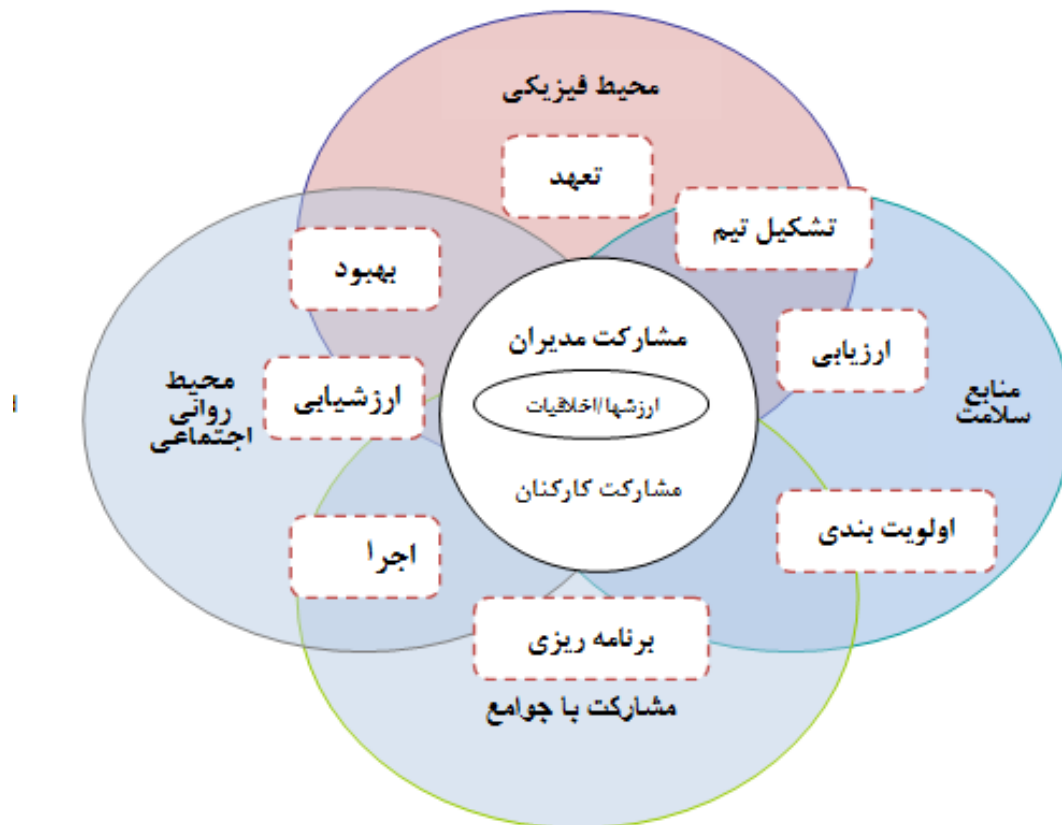 محیط فیزیکی
تعهد
تشکیل تیم
بهبود
مشارکت مدیران
ارزیابی
ارزشها/اخلاقیات
محیط
روانی
اجتماعی
ارزشیابی
منابع
سلامت
مشارکت کارکنان
اولویت بندی
اجرا
برنامه ریزی
مشارکت با جوامع